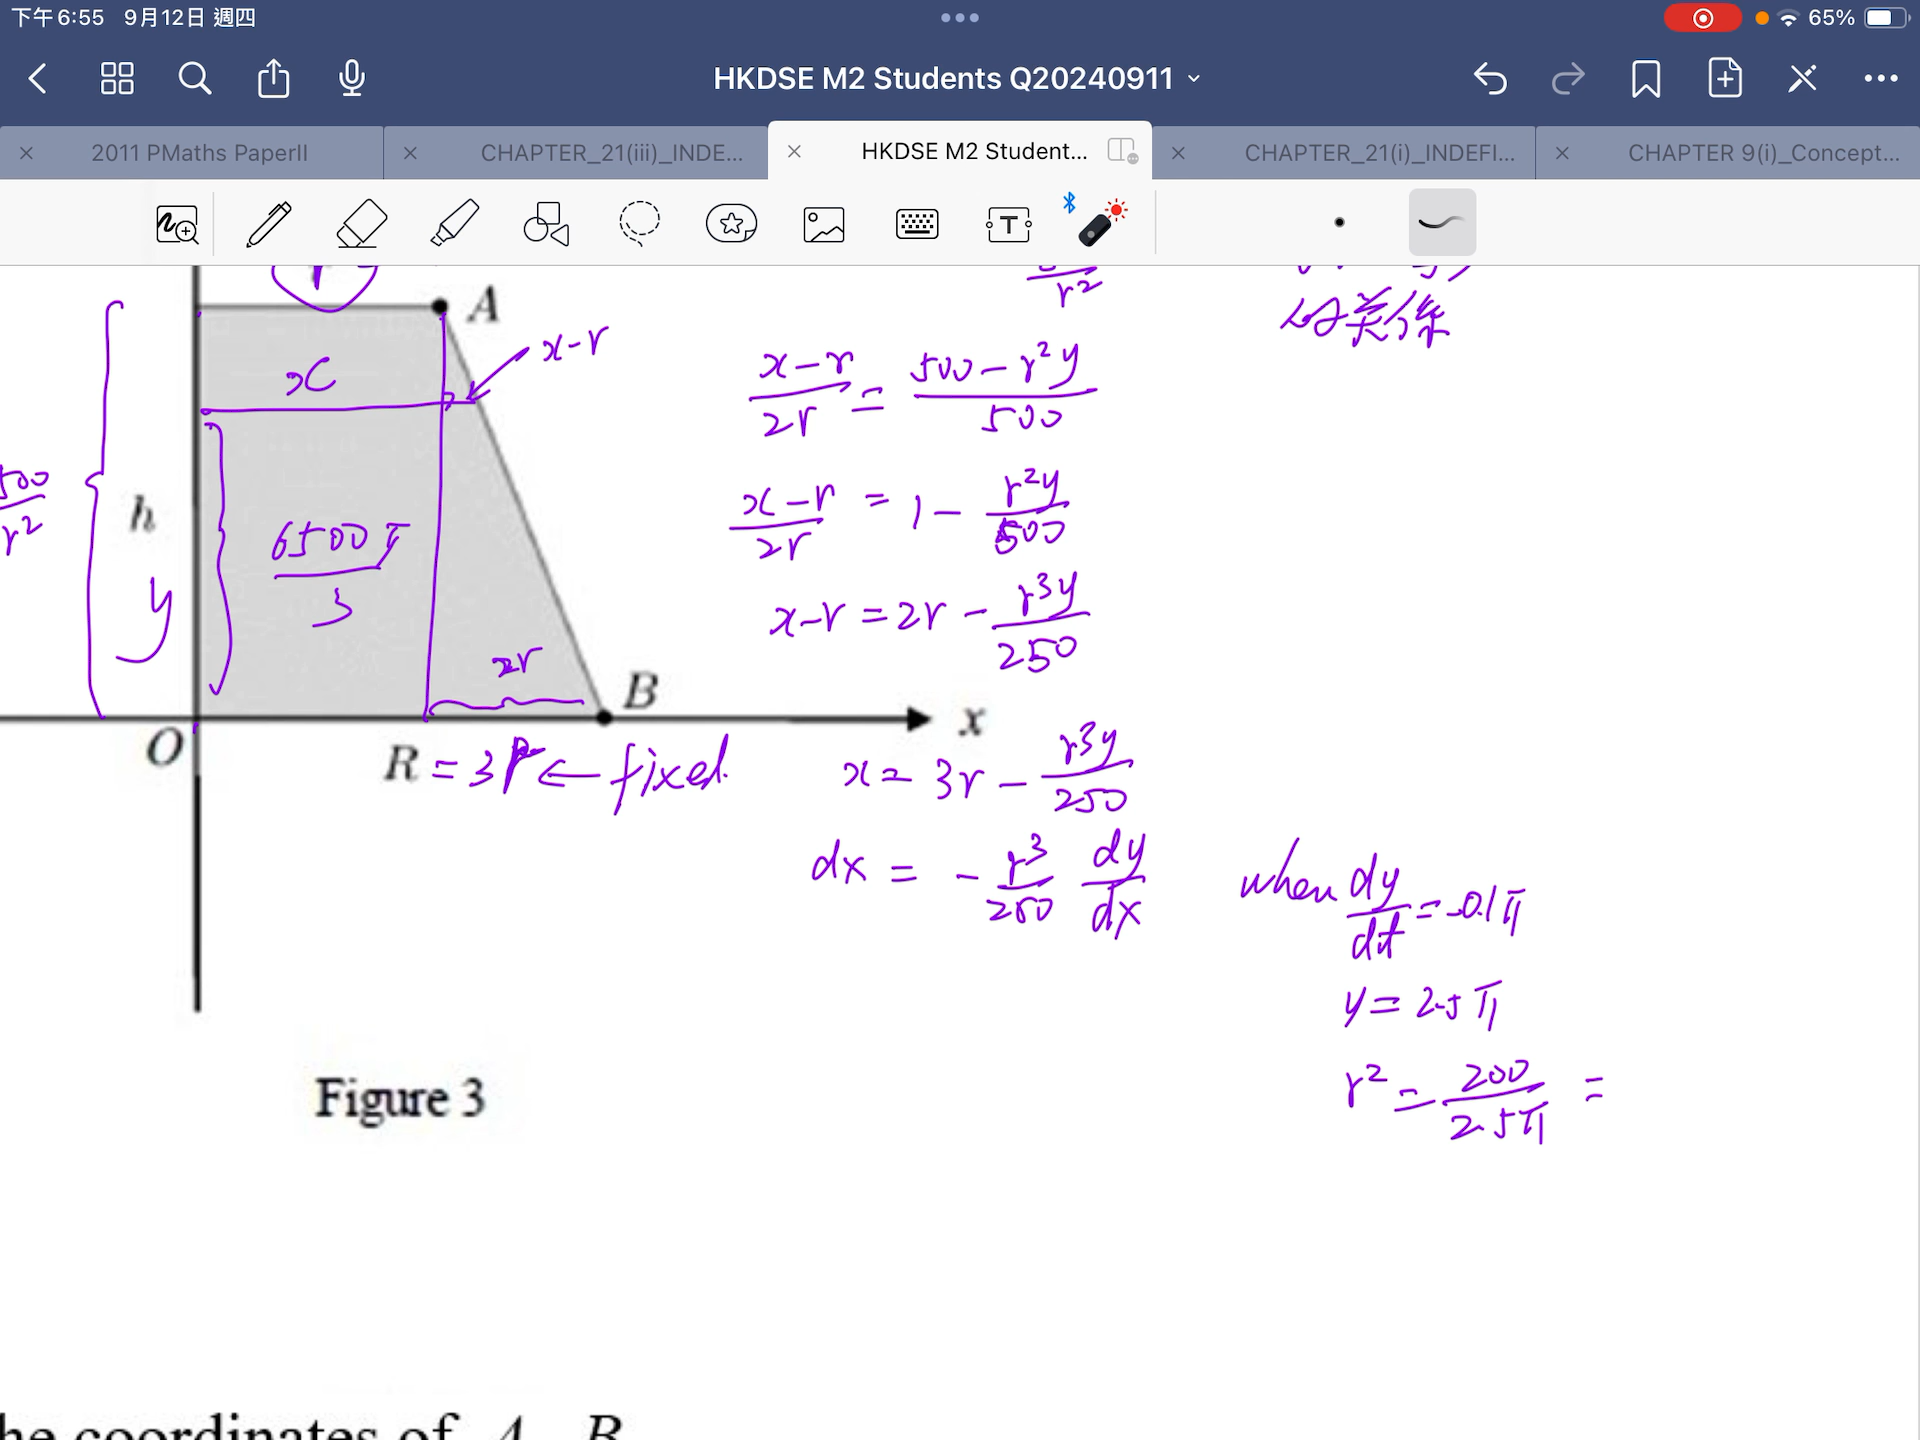 下午6:55 9月12日 週四
65%
HKDSE M2 Students Q20240911
2011 PMaths PaperII
CHAPTER_21(iii)_INDE...
HKDSE M2 Student...
CHAPTER_21(i)_INDEFI...
CHAPTER 9(i)_Concept...
T
r²
的关係
A
x-r
x
(x-r)/2r = (500-r²y)/500
500/r²
h
y
6500π/3
(x-r)/2r = 1 - r²y/500
x-r = 2r - r³y/250
2r
B
O
x
R = 3r ← fixed
x = 3r - r³y/250
dx = - r³/250 dy/dx
when dy/dt = -0.1π
y = 2.5π
r² = 200/2.5π =
Figure 3
he coordinates of A B